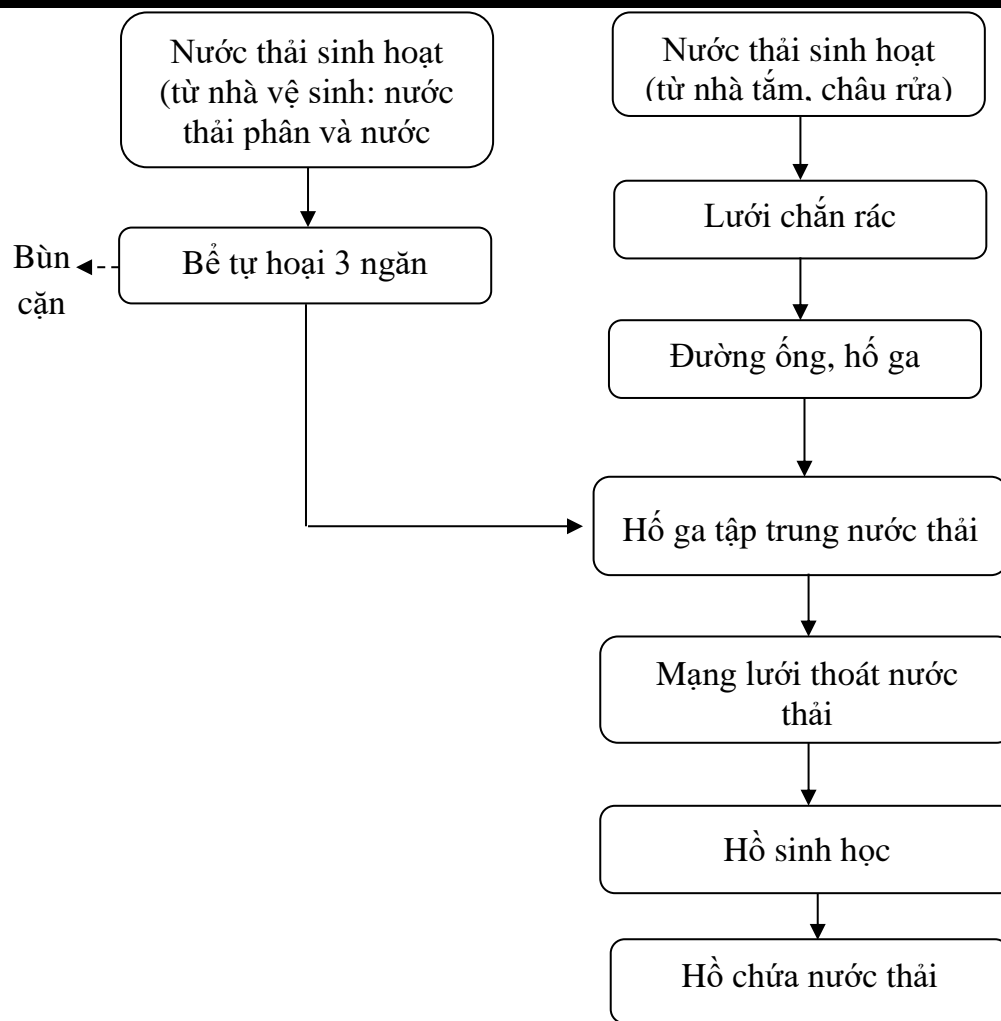 Nước thải sinh hoạt
(từ nhà vệ sinh: nước
thải phân và nước
Nước thải sinh hoạt
(từ nhà tắm, châu rửa)
Lưới chắn rác
Bùn
cặn
Bể tự hoại 3 ngăn
Đường ống, hố ga
Hố ga tập trung nước thải
Mạng lưới thoát nước
thải
Hồ sinh học
Hồ chứa nước thải